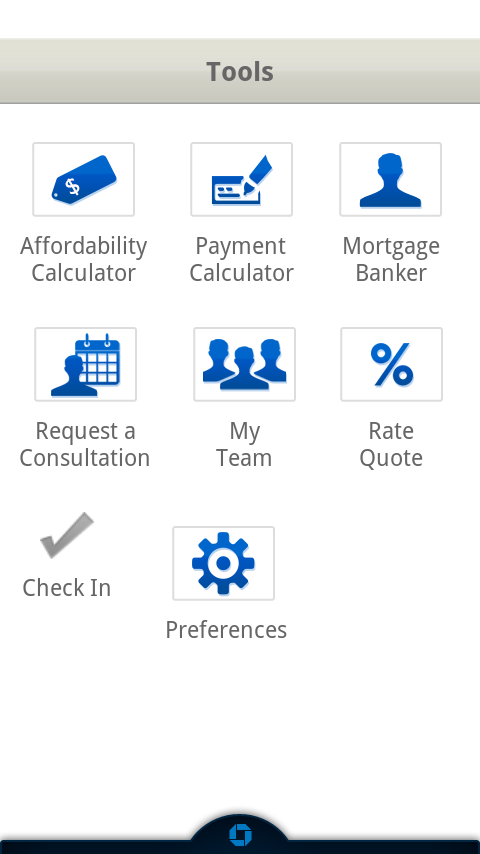 Tools
$
Affordability
Calculator
Payment
Calculator
Mortgage
Banker
Request a
Consultation
My
Team
%
Rate
Quote
Check In
Preferences